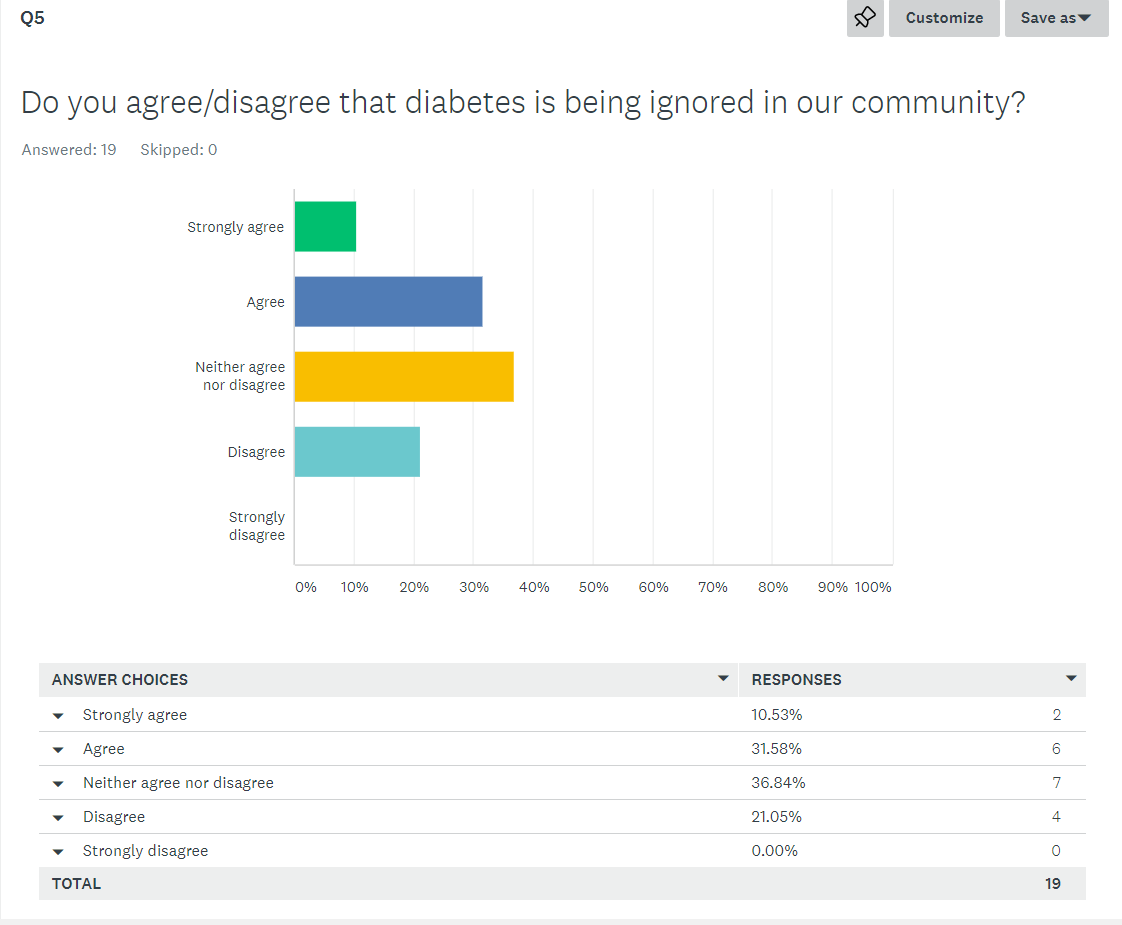 Q5
Customize
Save as
Do you agree/disagree that diabetes is being ignored in our community?
Answered: 19 Skipped: 0
Strongly agree
Agree
Neither agree
nor disagree
Disagree
Strongly
disagree
0% 10% 20% 30% 40% 50% 60% 70% 80% 90% 100%
ANSWER CHOICES RESPONSES
Strongly agree 10.53% 2
Agree 31.58% 6
Neither agree nor disagree 36.84% 7
Disagree 21.05% 4
Strongly disagree 0.00% 0
TOTAL 19